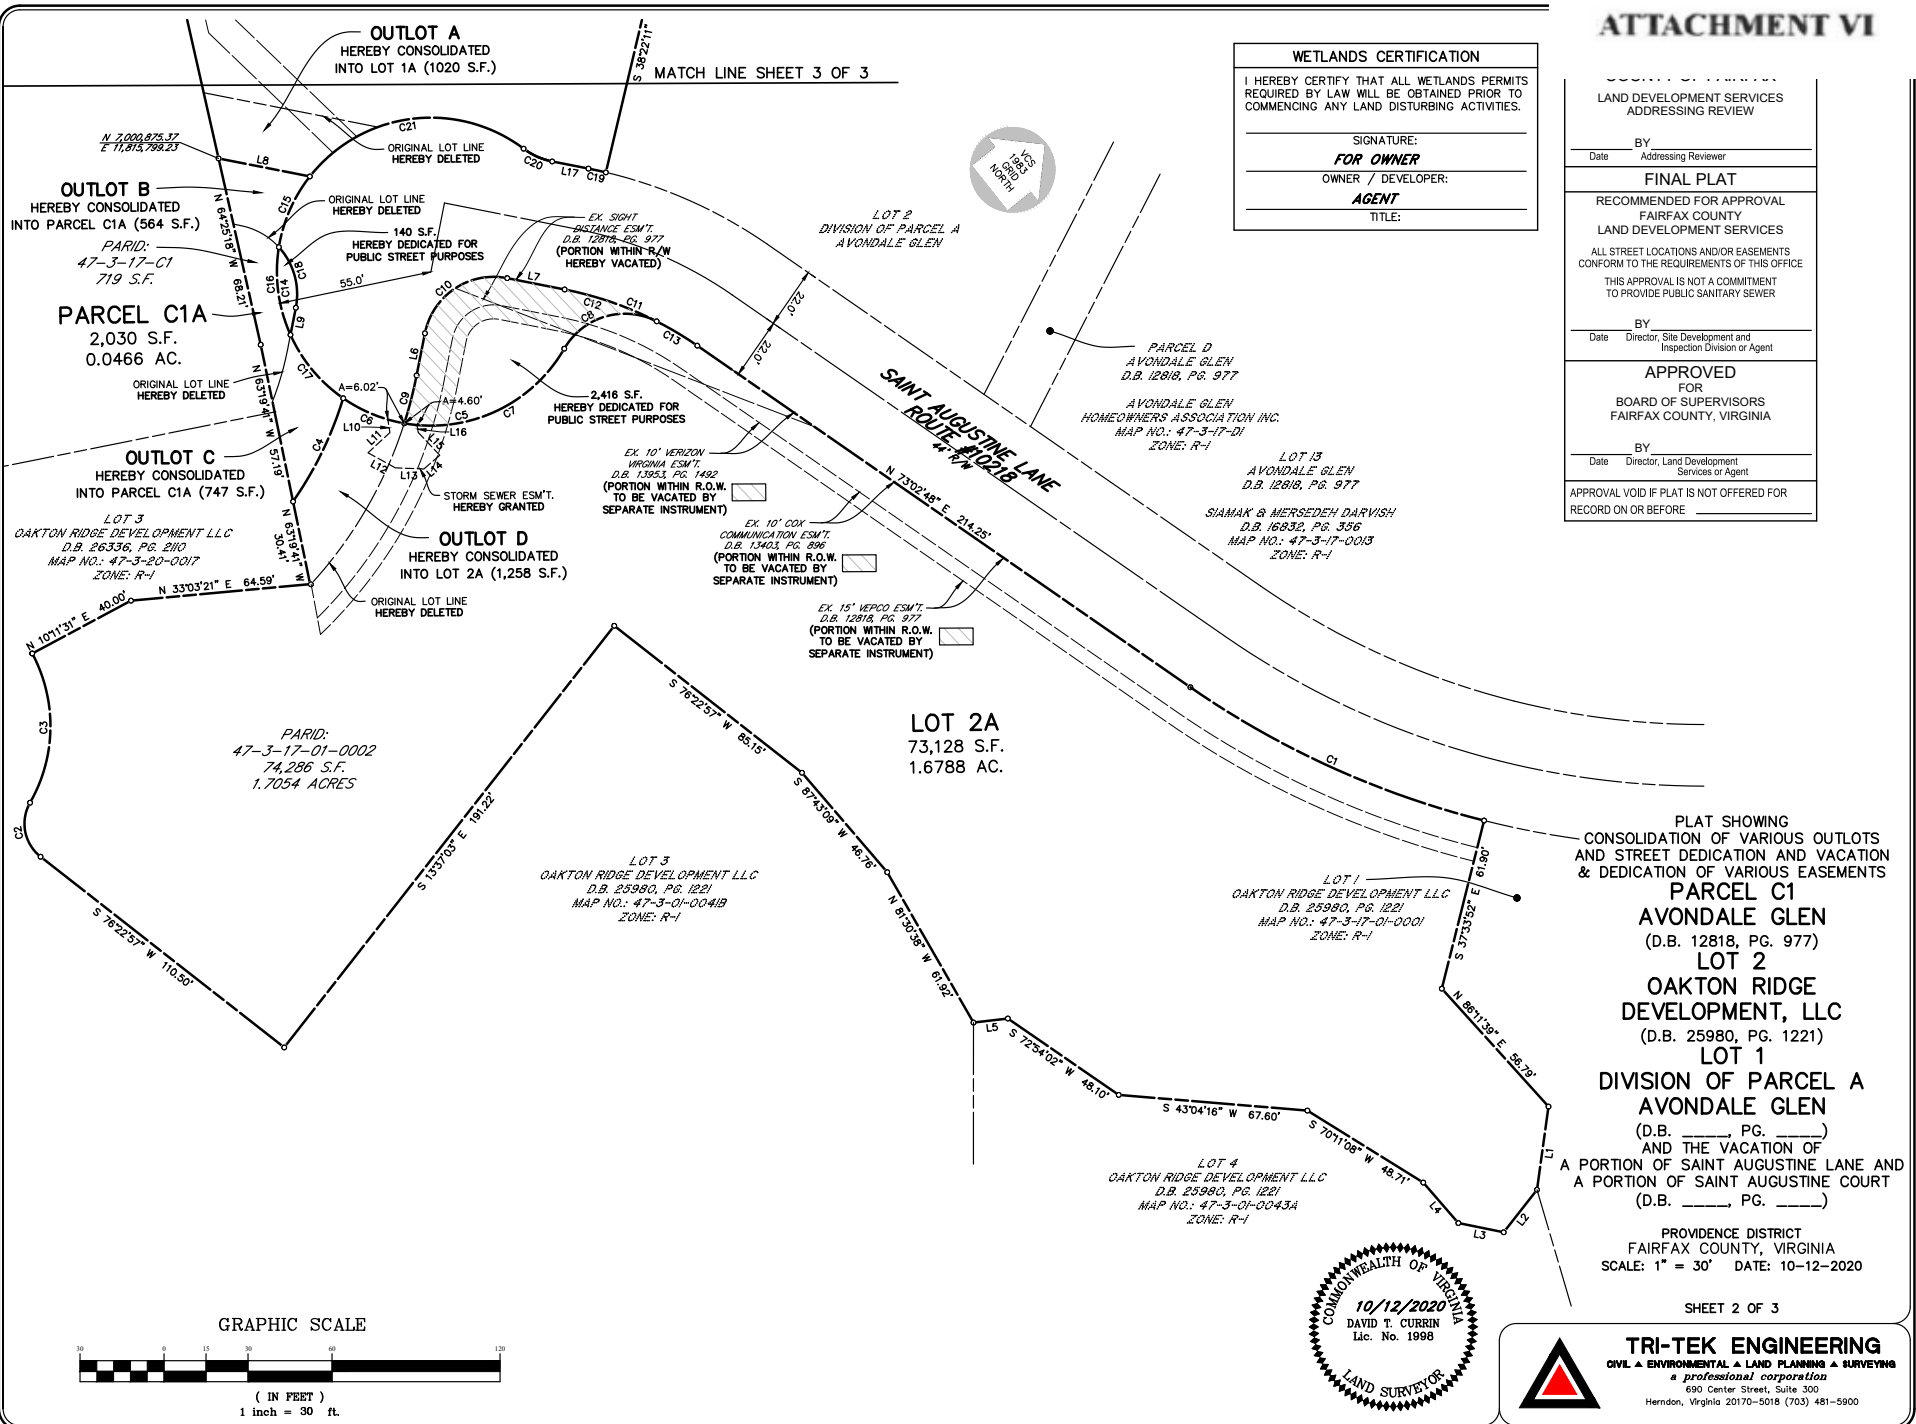 ATTACHMENT VI
OUTLOT A
HEREBY CONSOLIDATED
INTO LOT 1A (1020 S.F.)
S 38°22'11"
MATCH LINE SHEET 3 OF 3
WETLANDS CERTIFICATION
I HEREBY CERTIFY THAT ALL WETLANDS PERMITS
REQUIRED BY LAW WILL BE OBTAINED PRIOR TO
COMMENCING ANY LAND DISTURBING ACTIVITIES.
SIGNATURE:
FOR OWNER
OWNER / DEVELOPER:
AGENT
TITLE:
COUNTY OF FAIRFAX
LAND DEVELOPMENT SERVICES
ADDRESSING REVIEW
BY
Date Addressing Reviewer
FINAL PLAT
RECOMMENDED FOR APPROVAL
FAIRFAX COUNTY
LAND DEVELOPMENT SERVICES
ALL STREET LOCATIONS AND/OR EASEMENTS
CONFORM TO THE REQUIREMENTS OF THIS OFFICE
THIS APPROVAL IS NOT A COMMITMENT
TO PROVIDE PUBLIC SANITARY SEWER
BY
Date Director, Site Development and
Inspection Division or Agent
APPROVED
FOR
BOARD OF SUPERVISORS
FAIRFAX COUNTY, VIRGINIA
BY
Date Director, Land Development
Services or Agent
APPROVAL VOID IF PLAT IS NOT OFFERED FOR
RECORD ON OR BEFORE
N 7,000,875.37
E 11,815,799.23
L8
C21
ORIGINAL LOT LINE
HEREBY DELETED
C20
L17
C19
VCS
1983
GRID
NORTH
OUTLOT B
HEREBY CONSOLIDATED
INTO PARCEL C1A (564 S.F.)
N 64°25'18" W 68.21'
C15
ORIGINAL LOT LINE
HEREBY DELETED
140 S.F.
HEREBY DEDICATED FOR
PUBLIC STREET PURPOSES
EX. SIGHT
DISTANCE ESM'T.
D.B. 12818, PG. 977
(PORTION WITHIN R/W
HEREBY VACATED)
LOT 2
DIVISION OF PARCEL A
AVONDALE GLEN
PARID:
47-3-17-C1
719 S.F.
C16
C14
C18
55.0'
C10
L7
C12
C11
C8
C13
22.0'
22.0'
PARCEL C1A
2,030 S.F.
0.0466 AC.
L9
L6
C17
ORIGINAL LOT LINE
HEREBY DELETED
A=6.02'
C9
A=4.60'
C6
C5
C7
L10
L11
L12
L13
L14
L15
L16
2,416 S.F.
HEREBY DEDICATED FOR
PUBLIC STREET PURPOSES
PARCEL D
AVONDALE GLEN
D.B. 12818, PG. 977
AVONDALE GLEN
HOMEOWNERS ASSOCIATION INC.
MAP NO.: 47-3-17-D1
ZONE: R-1
SAINT AUGUSTINE LANE
ROUTE #10218
44' R/W
N 63°19'41" W 57.19'
C4
OUTLOT C
HEREBY CONSOLIDATED
INTO PARCEL C1A (747 S.F.)
STORM SEWER ESM'T.
HEREBY GRANTED
EX. 10' VERIZON
VIRGINIA ESM'T.
D.B. 13953, PG. 1492
(PORTION WITHIN R.O.W.
TO BE VACATED BY
SEPARATE INSTRUMENT)
N 73°02'48" E 214.25'
LOT 13
AVONDALE GLEN
D.B. 12818, PG. 977
SIAMAK & MERSEDEH DARVISH
D.B. 16832, PG. 356
MAP NO.: 47-3-17-0013
ZONE: R-1
LOT 3
OAKTON RIDGE DEVELOPMENT LLC
D.B. 26336, PG. 2110
MAP NO.: 47-3-20-0017
ZONE: R-1
N 63°19'41" W
30.41'
OUTLOT D
HEREBY CONSOLIDATED
INTO LOT 2A (1,258 S.F.)
EX. 10' COX
COMMUNICATION ESM'T.
D.B. 13403, PG. 896
(PORTION WITHIN R.O.W.
TO BE VACATED BY
SEPARATE INSTRUMENT)
ORIGINAL LOT LINE
HEREBY DELETED
N 33°03'21" E 64.59'
N 10°11'31" E 40.00'
EX. 15' VEPCO ESM'T.
D.B. 12818, PG. 977
(PORTION WITHIN R.O.W.
TO BE VACATED BY
SEPARATE INSTRUMENT)
C3
C2
PARID:
47-3-17-01-0002
74,286 S.F.
1.7054 ACRES
S 76°22'57" W 85.15'
LOT 2A
73,128 S.F.
1.6788 AC.
C1
S 13°37'03" E 191.22'
S 87°43'09" W 46.76'
S 76°22'57" W 110.50'
LOT 3
OAKTON RIDGE DEVELOPMENT LLC
D.B. 25980, PG. 1221
MAP NO.: 47-3-01-0041B
ZONE: R-1
N 81°30'38" W 61.92'
LOT 1
OAKTON RIDGE DEVELOPMENT LLC
D.B. 25980, PG. 1221
MAP NO.: 47-3-17-01-0001
ZONE: R-1
S 37°33'52" E 61.90'
N 86°11'39" E 56.79'
L5
S 72°54'02" W 48.10'
S 43°04'16" W 67.60'
S 70°11'08" W 48.71'
L1
L2
L3
L4
LOT 4
OAKTON RIDGE DEVELOPMENT LLC
D.B. 25980, PG. 1221
MAP NO.: 47-3-01-0043A
ZONE: R-1
PLAT SHOWING
CONSOLIDATION OF VARIOUS OUTLOTS
AND STREET DEDICATION AND VACATION
& DEDICATION OF VARIOUS EASEMENTS
PARCEL C1
AVONDALE GLEN
(D.B. 12818, PG. 977)
LOT 2
OAKTON RIDGE
DEVELOPMENT, LLC
(D.B. 25980, PG. 1221)
LOT 1
DIVISION OF PARCEL A
AVONDALE GLEN
(D.B. ____, PG. ____)
AND THE VACATION OF
A PORTION OF SAINT AUGUSTINE LANE AND
A PORTION OF SAINT AUGUSTINE COURT
(D.B. ____, PG. ____)
PROVIDENCE DISTRICT
FAIRFAX COUNTY, VIRGINIA
SCALE: 1" = 30' DATE: 10-12-2020
SHEET 2 OF 3
COMMONWEALTH OF VIRGINIA
10/12/2020
DAVID T. CURRIN
Lic. No. 1998
LAND SURVEYOR
GRAPHIC SCALE
30 0 15 30 60 120
( IN FEET )
1 inch = 30 ft.
TRI-TEK ENGINEERING
CIVIL ▲ ENVIRONMENTAL ▲ LAND PLANNING ▲ SURVEYING
a professional corporation
690 Center Street, Suite 300
Herndon, Virginia 20170-5018 (703) 481-5900